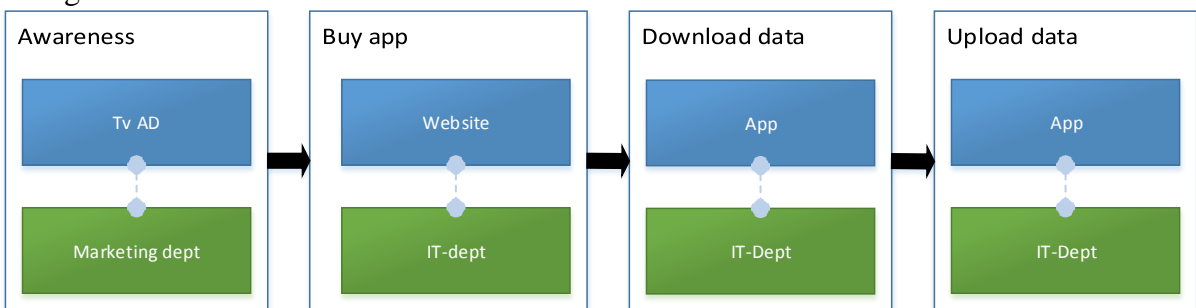 Awareness
Tv AD
Marketing dept
Buy app
Website
IT-dept
Download data
App
IT-Dept
Upload data
App
IT-Dept